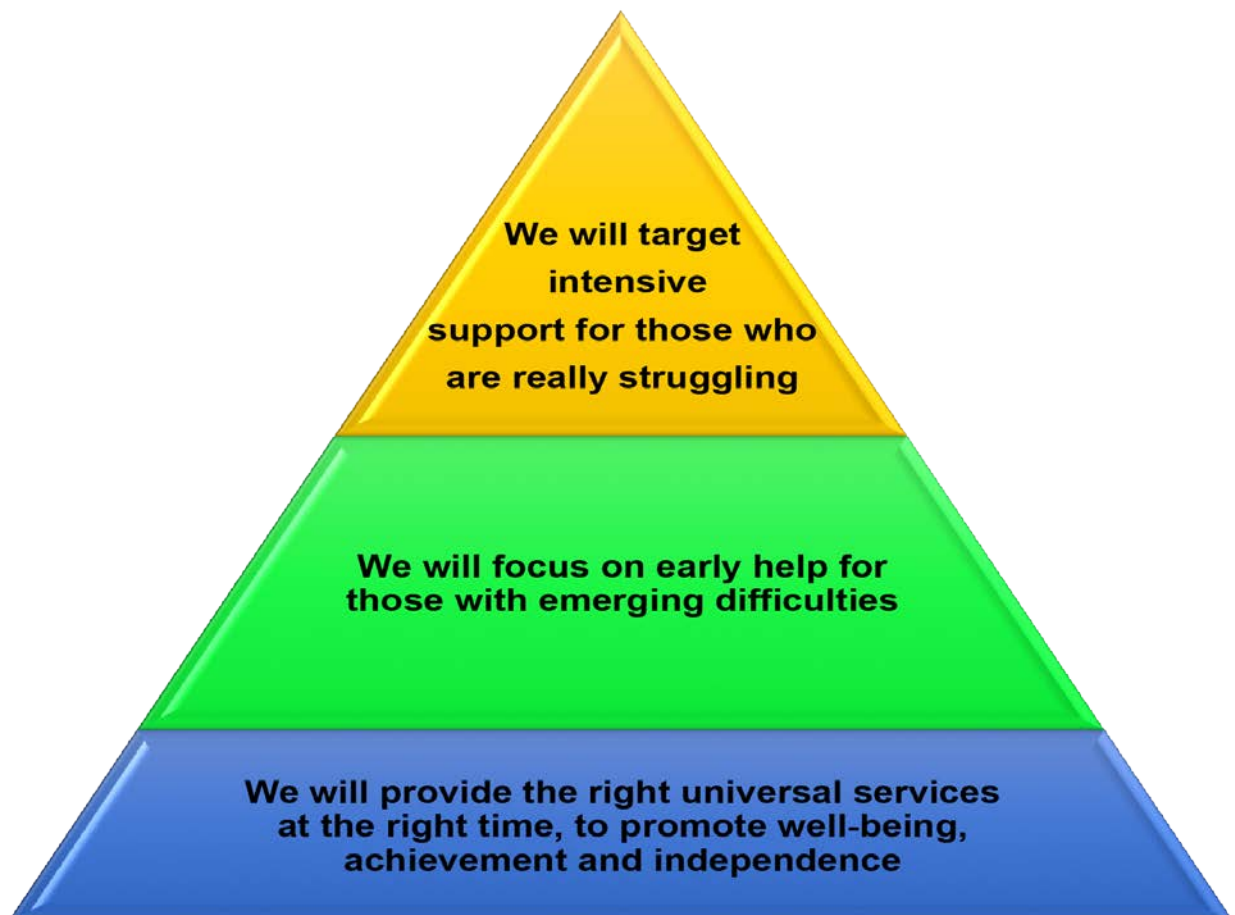 We will target
intensive
support for those who
are really struggling
We will focus on early help for
those with emerging difficulties
We will provide the right universal services
at the right time, to promote well-being,
achievement and independence